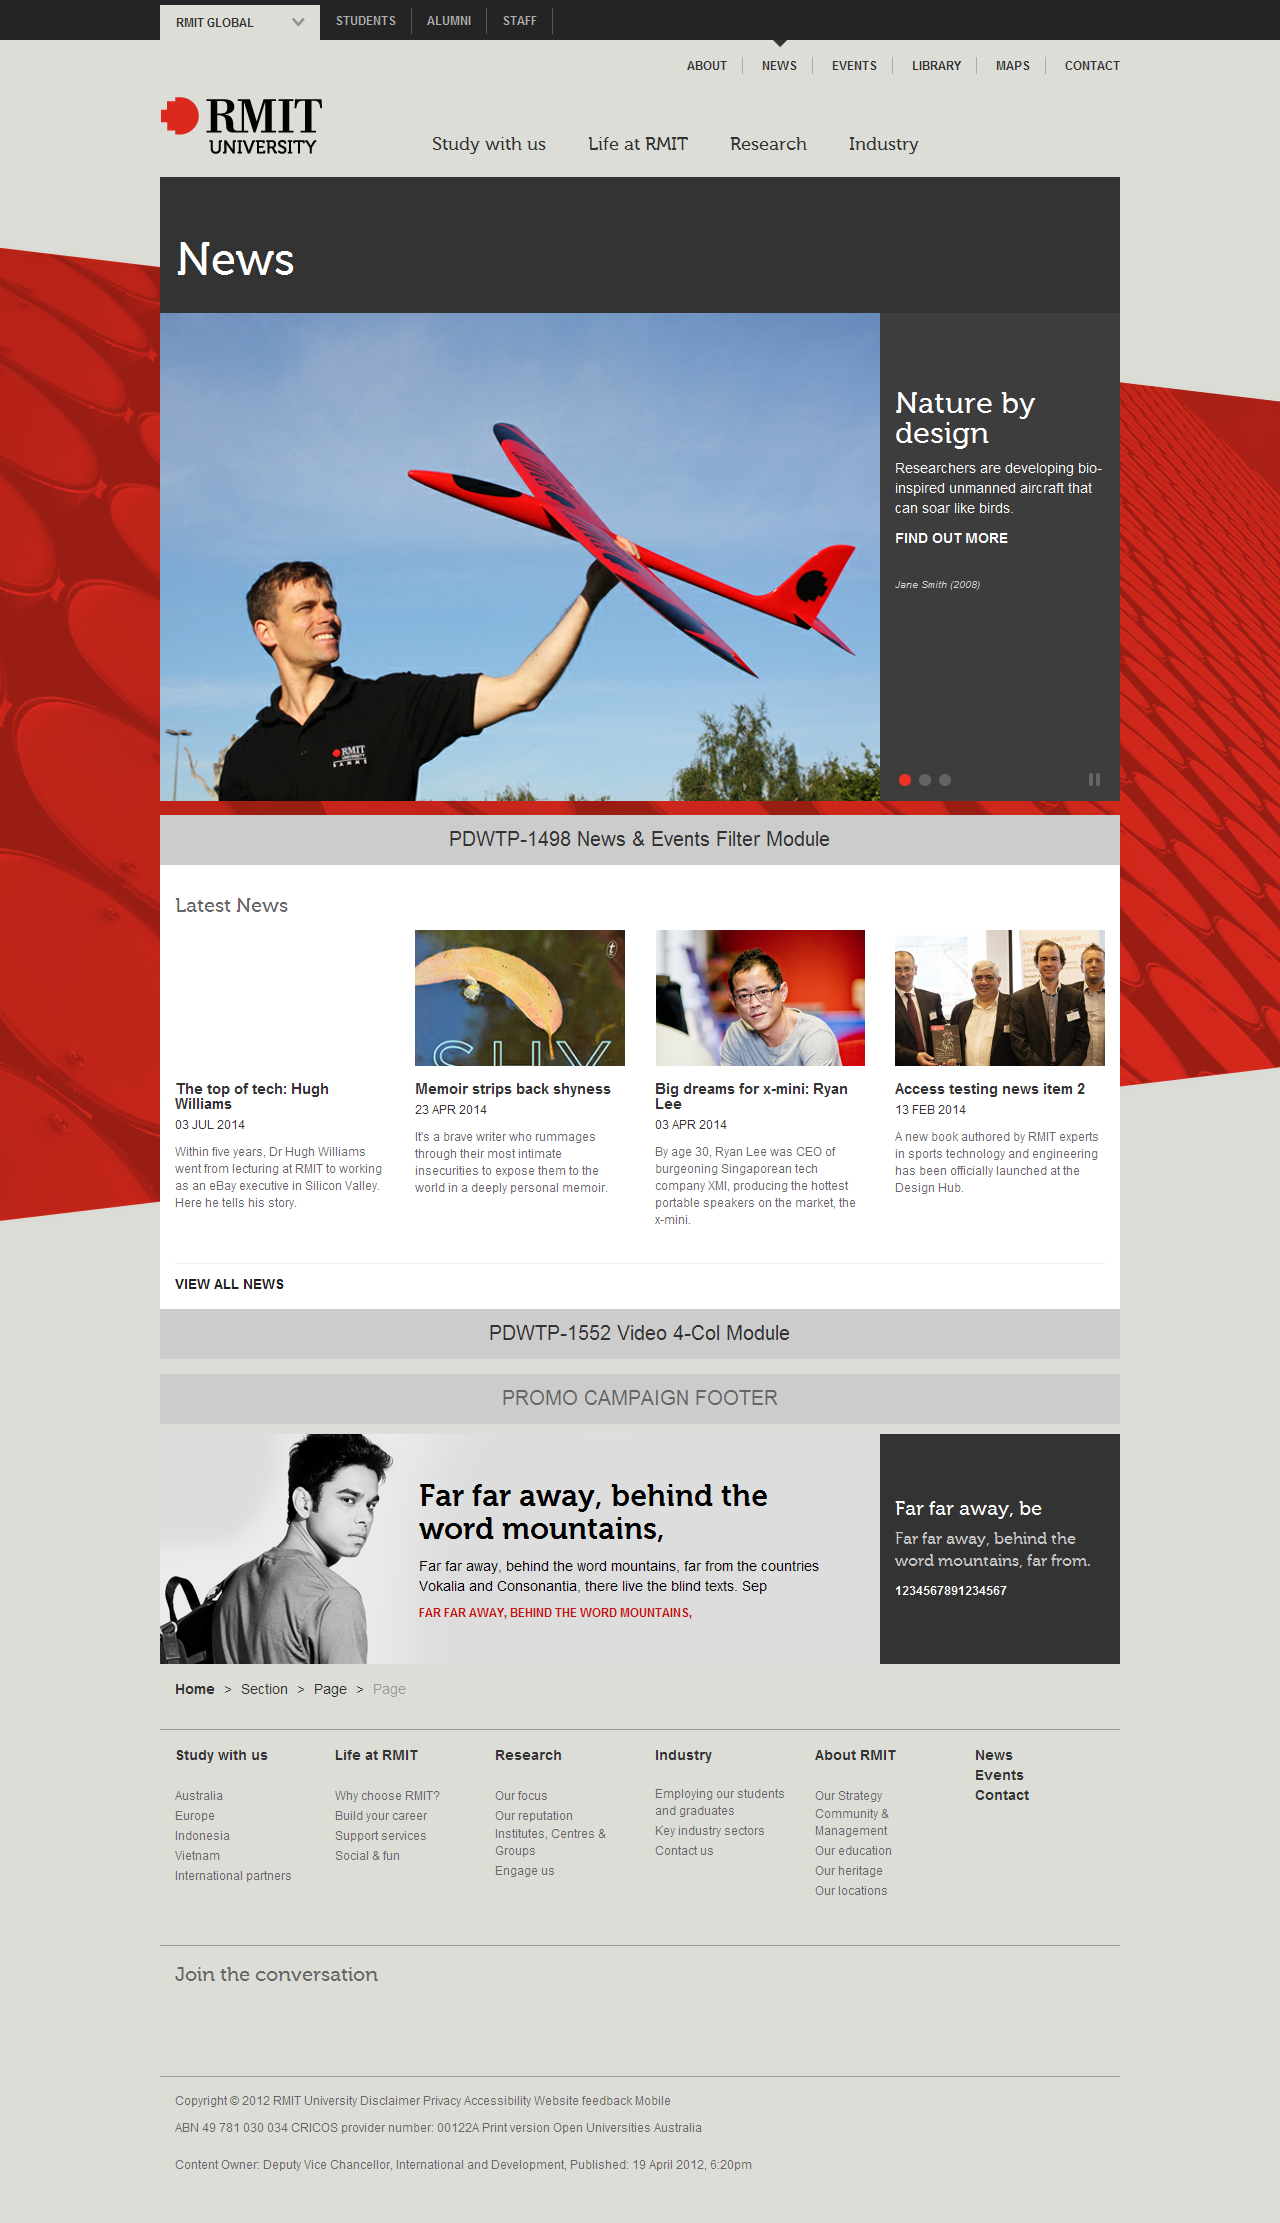 RMIT GLOBAL
STUDENTS
ALUMNI
STAFF
ABOUT
NEWS
EVENTS
LIBRARY
MAPS
CONTACT
RMIT
UNIVERSITY
Study with us
Life at RMIT
Research
Industry
News
RMIT
UNIVERSITY
SAMME
Nature by
design
Researchers are developing bio-
inspired unmanned aircraft that
can soar like birds.
FIND OUT MORE
Jane Smith (2008)
PDWTP-1498 News & Events Filter Module
Latest News
t
SHY
The top of tech: Hugh
Williams
03 JUL 2014
Within five years, Dr Hugh Williams
went from lecturing at RMIT to working
as an eBay executive in Silicon Valley.
Here he tells his story.
Memoir strips back shyness
23 APR 2014
It's a brave writer who rummages
through their most intimate
insecurities to expose them to the
world in a deeply personal memoir.
Big dreams for x-mini: Ryan
Lee
03 APR 2014
By age 30, Ryan Lee was CEO of
burgeoning Singaporean tech
company XMI, producing the hottest
portable speakers on the market, the
x-mini.
Access testing news item 2
13 FEB 2014
A new book authored by RMIT experts
in sports technology and engineering
has been officially launched at the
Design Hub.
VIEW ALL NEWS
PDWTP-1552 Video 4-Col Module
PROMO CAMPAIGN FOOTER
Far far away, behind the
word mountains,
Far far away, behind the word mountains, far from the countries
Vokalia and Consonantia, there live the blind texts. Sep
FAR FAR AWAY, BEHIND THE WORD MOUNTAINS,
Far far away, be
Far far away, behind the
word mountains, far from.
1234567891234567
Home > Section > Page > Page
Study with us
Australia
Europe
Indonesia
Vietnam
International partners
Life at RMIT
Why choose RMIT?
Build your career
Support services
Social & fun
Research
Our focus
Our reputation
Institutes, Centres &
Groups
Engage us
Industry
Employing our students
and graduates
Key industry sectors
Contact us
About RMIT
Our Strategy
Community &
Management
Our education
Our heritage
Our locations
News
Events
Contact
Join the conversation
Copyright © 2012 RMIT University Disclaimer Privacy Accessibility Website feedback Mobile
ABN 49 781 030 034 CRICOS provider number: 00122A Print version Open Universities Australia
Content Owner: Deputy Vice Chancellor, International and Development, Published: 19 April 2012, 6:20pm